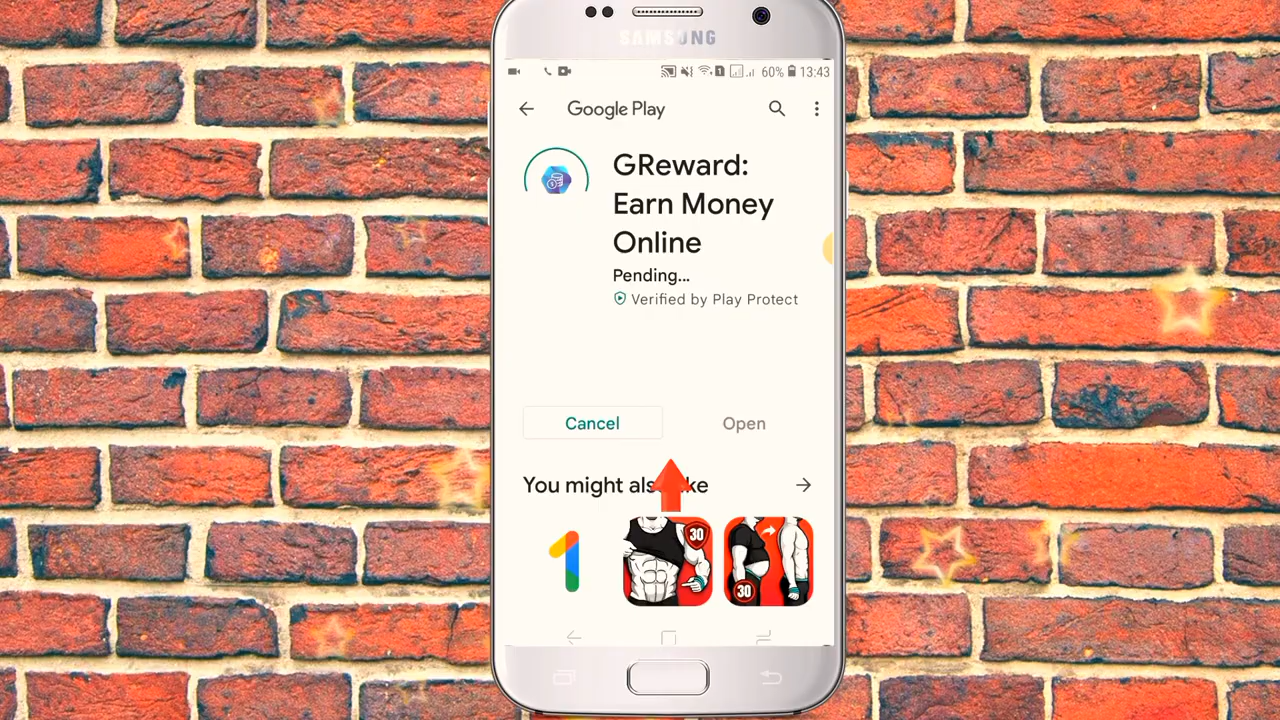 SAMSUNG
60% 13:43
Google Play
GReward:
Earn Money
Online
Pending...
Verified by Play Protect
Cancel
Open
You might also like
30
30